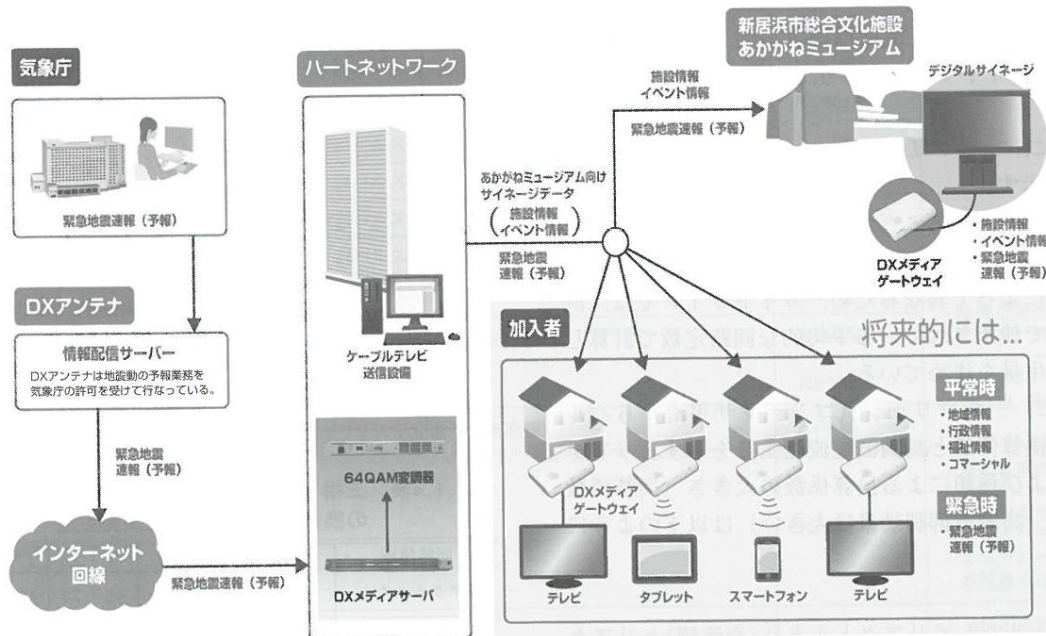 気象庁
緊急地震速報（予報）
DXアンテナ
情報配信サーバー
DXアンテナは地震動の予報業務を
気象庁の許可を受けて行なっている。
緊急地震
速報（予報）
インターネット
回線
緊急地震速報（予報）
ハートネットワーク
ケーブルテレビ
送信設備
64QAM変調器
DXメディアサーバ
あかがねミュージアム向け
サイネージデータ
（施設情報
イベント情報）
緊急地震
速報（予報）
施設情報
イベント情報
緊急地震速報（予報）
新居浜市総合文化施設
あかがねミュージアム
デジタルサイネージ
DXメディア
ゲートウェイ
・施設情報
・イベント情報
・緊急地震
速報（予報）
加入者
将来的には…
DXメディア
ゲートウェイ
テレビ
タブレット
スマートフォン
テレビ
平常時
・地域情報
・行政情報
・福祉情報
・コマーシャル
緊急時
・緊急地震
速報（予報）